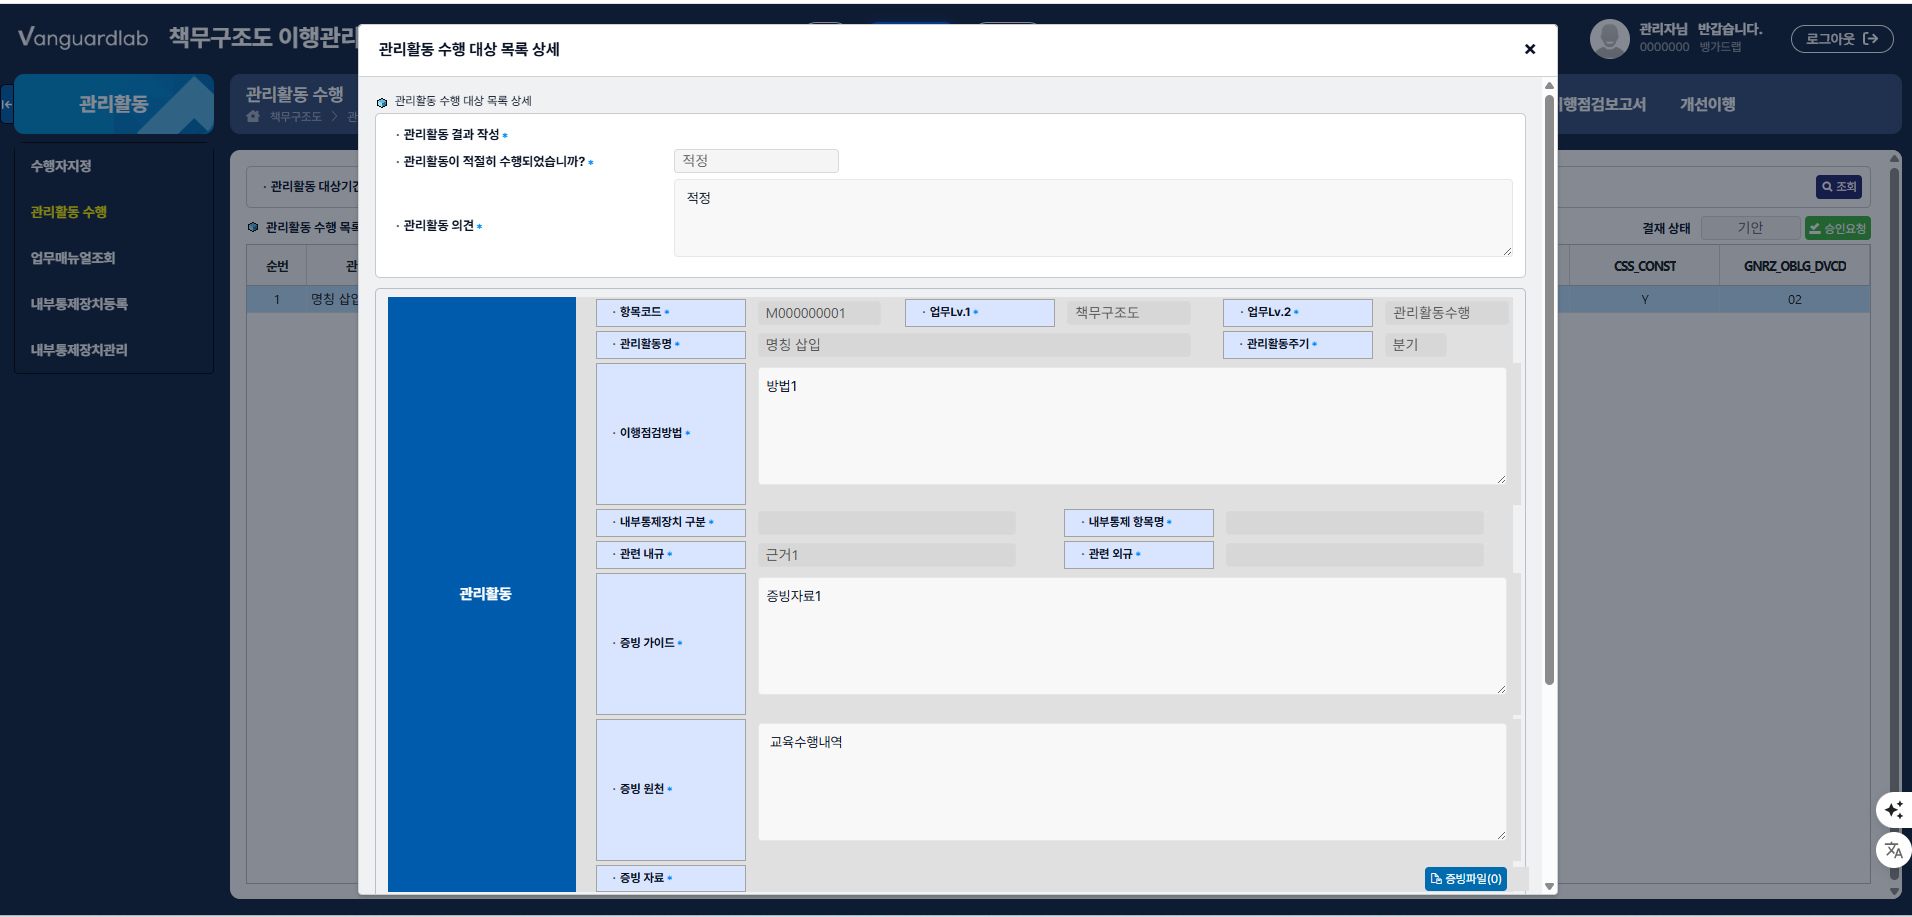 Vanguardlab 책무구조도 이행관리
관리자님 반갑습니다.
0000000 뱅가드랩
로그아웃
관리활동
관리활동 수행
책무구조도 > 관
이행점검보고서 개선이행
수행자지정
관리활동 수행
업무매뉴얼조회
내부통제장치등록
내부통제장치관리
· 관리활동 대상기간
조회
관리활동 수행 목록
결재 상태 기안 승인요청
순번 관 CSS_CONST GNRZ_OBLG_DVCD
1 명칭 삽입 Y 02
관리활동 수행 대상 목록 상세
관리활동 수행 대상 목록 상세
· 관리활동 결과 작성 *
· 관리활동이 적절히 수행되었습니까? * 적정
· 관리활동 의견 * 적정
관리활동
· 항목코드 * M000000001 · 업무Lv.1 * 책무구조도 · 업무Lv.2 * 관리활동수행
· 관리활동명 * 명칭 삽입 · 관리활동주기 * 분기
· 이행점검방법 * 방법1
· 내부통제장치 구분 * · 내부통제 항목명 *
· 관련 내규 * 근거1 · 관련 외규 *
· 증빙 가이드 * 증빙자료1
· 증빙 원천 * 교육수행내역
· 증빙 자료 * 증빙파일(0)